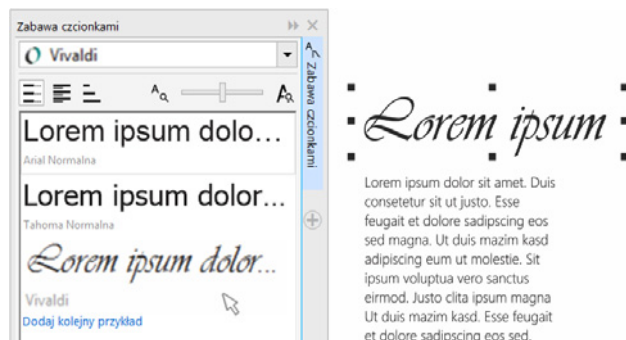 Zabawa czcionkami
Vivaldi
Lorem ipsum dolo...
Arial Normalna
Lorem ipsum dolor...
Tahoma Normalna
Lorem ipsum dolor...
Vivaldi
Dodaj kolejny przykład
Zabawa czcionkami
Lorem ipsum
Lorem ipsum dolor sit amet. Duis
consetetur sit ut justo. Esse
feugait et dolore sadipscing eos
sed magna. Ut duis mazim kasd
adipiscing eum ut molestie. Sit
ipsum voluptua vero sanctus
eirmod. Justo clita ipsum magna
Ut duis mazim kasd. Esse feugait
et dolore sadipscing eos sed.